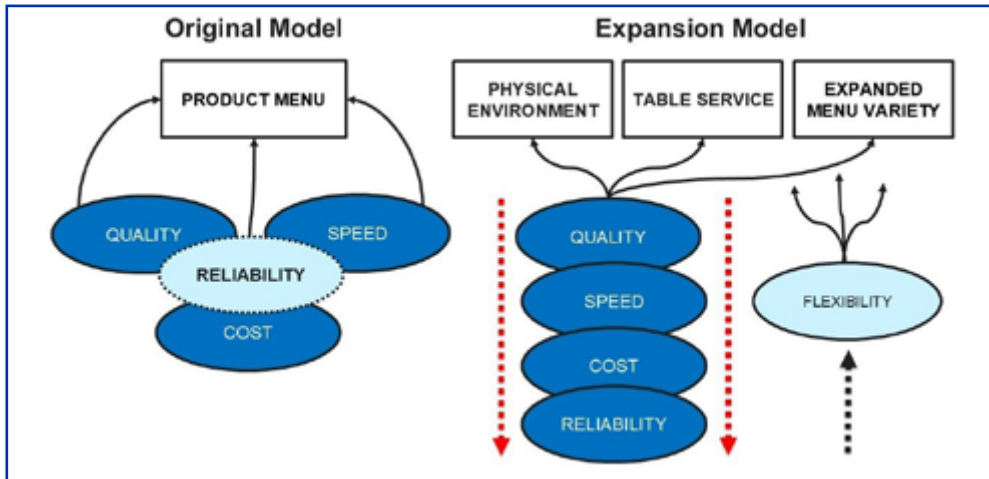 Original Model
PRODUCT MENU
QUALITY
SPEED
RELIABILITY
COST
Expansion Model
PHYSICAL
ENVIRONMENT
TABLE SERVICE
EXPANDED
MENU VARIETY
QUALITY
SPEED
COST
RELIABILITY
FLEXIBILITY